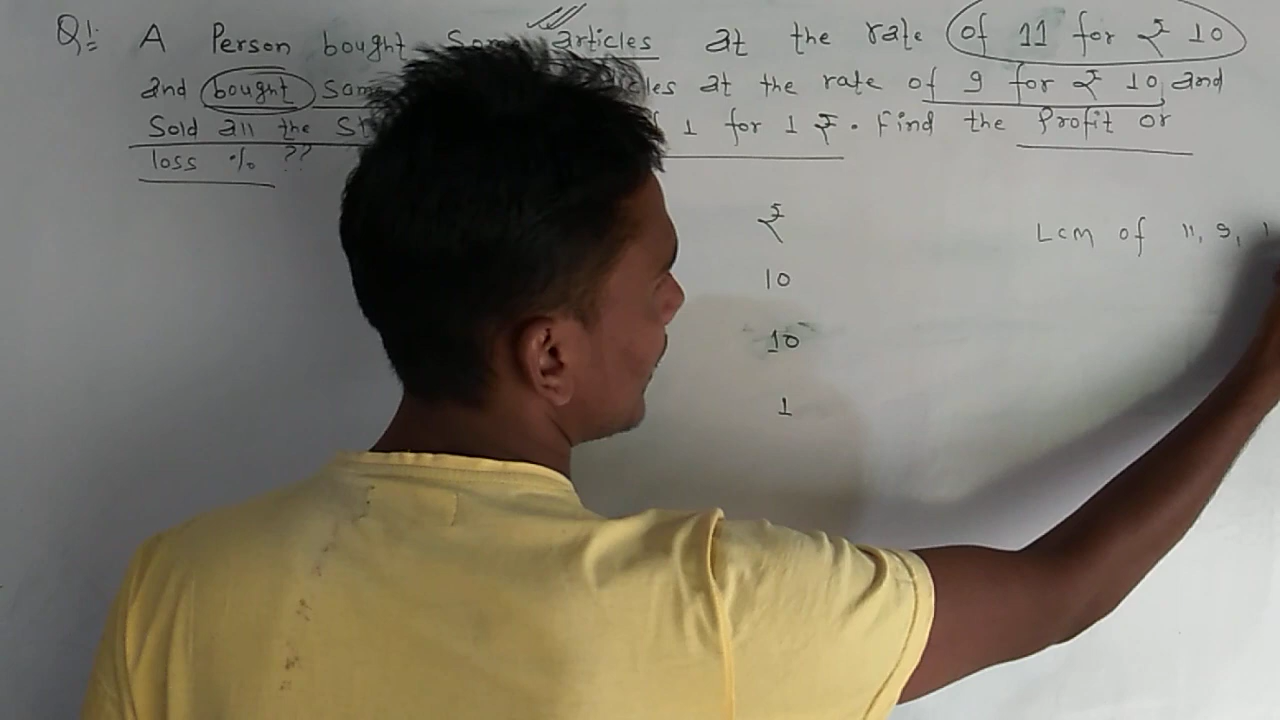 Q1: A Person bought articles at the rate of 11 for ₹ 10
and bought same at the rate of 9 for ₹ 10 and
Sold all the 1 for 1 ₹. Find the Profit or
loss % ??
₹
Lcm of 11, 9,
10
10
1